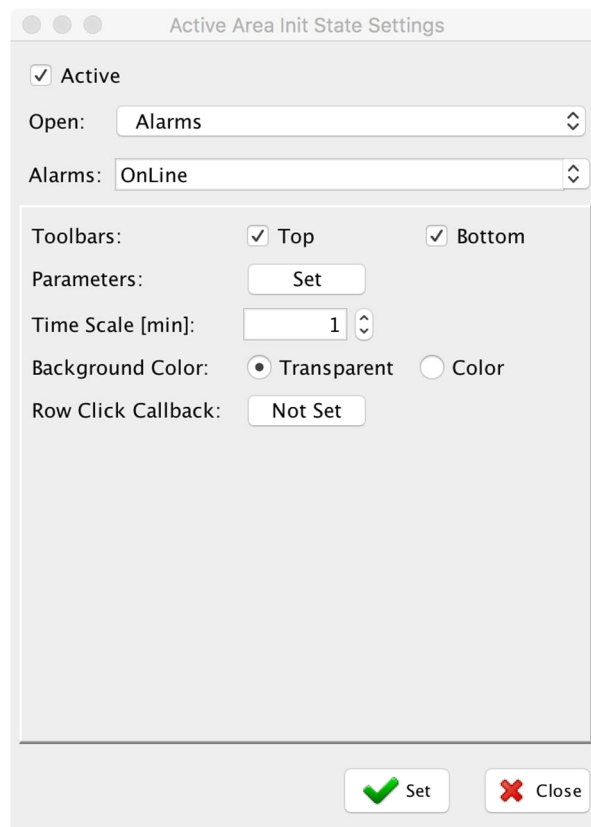 Active Area Init State Settings
Active
Open: Alarms
Alarms: OnLine
Toolbars: Top Bottom
Parameters: Set
Time Scale [min]: 1
Background Color: Transparent Color
Row Click Callback: Not Set
Set Close